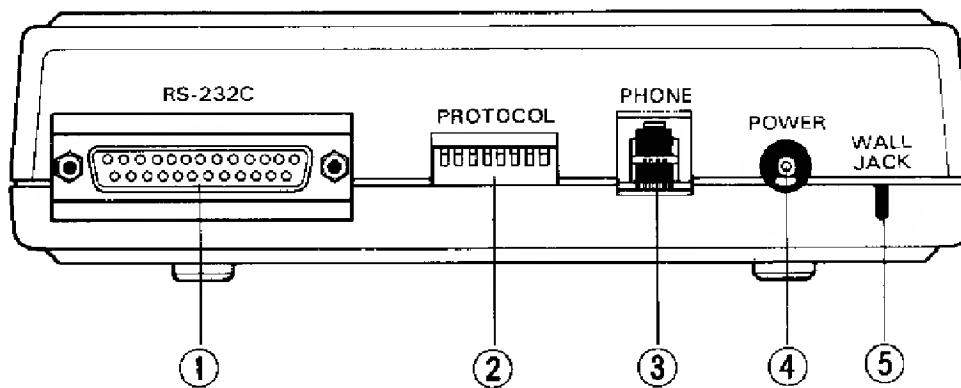 RS-232C
PROTOCOL
PHONE
POWER
WALL
JACK
1
2
3
4
5